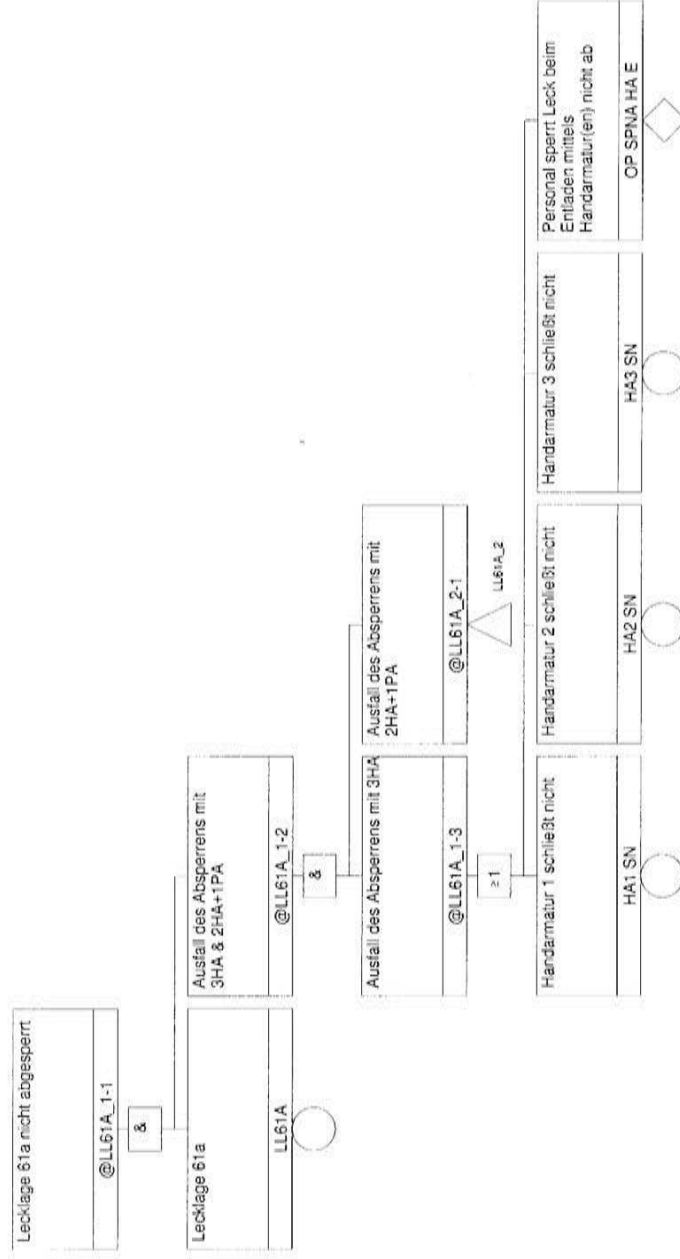 Lecklage 61a nicht abgesperrt
@LL61A_1-1
&
Lecklage 61a
LL61A
Ausfall des Absperrens mit
3HA & 2HA+1PA
@LL61A_1-2
&
Ausfall des Absperrens mit 3HA
@LL61A_1-3
≥1
Ausfall des Absperrens mit
2HA+1PA
@LL61A_2-1
LL61A_2
Handarmatur 1 schließt nicht
HA1 SN
Handarmatur 2 schließt nicht
HA2 SN
Handarmatur 3 schließt nicht
HA3 SN
Personal sperrt Leck beim
Entladen mittels
Handarmatur(en) nicht ab
OP SPNA HA E